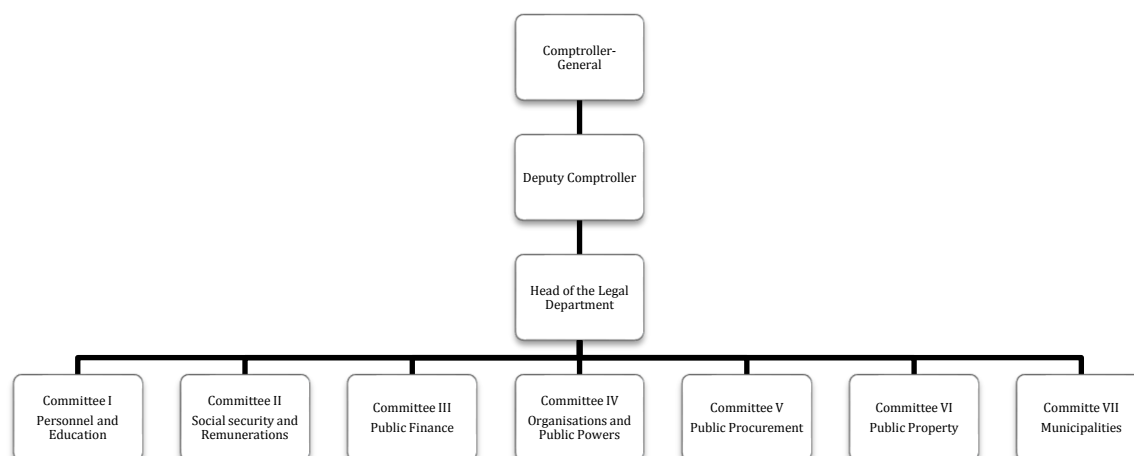 Comptroller-
General
Deputy Comptroller
Head of the Legal
Department
Committee I
Personnel and
Education
Committee II
Social security and
Remunerations
Committee III
Public Finance
Committee IV
Organisations and
Public Powers
Committee V
Public Procurement
Committee VI
Public Property
Committe VII
Municipalities